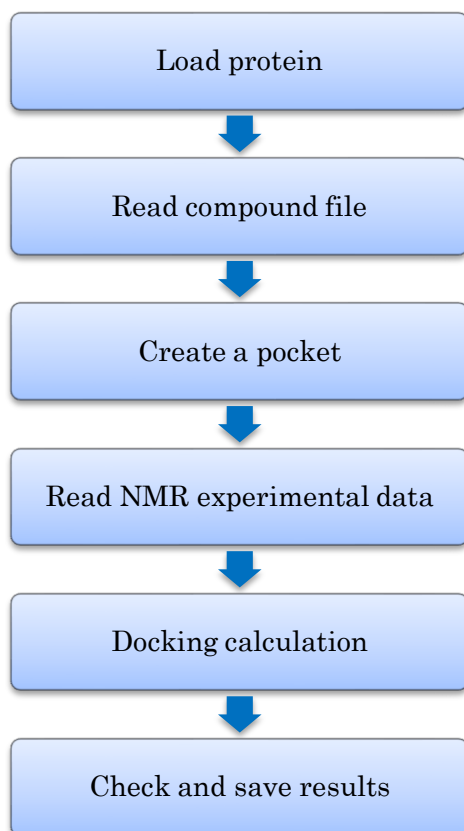 Load protein
Read compound file
Create a pocket
Read NMR experimental data
Docking calculation
Check and save results